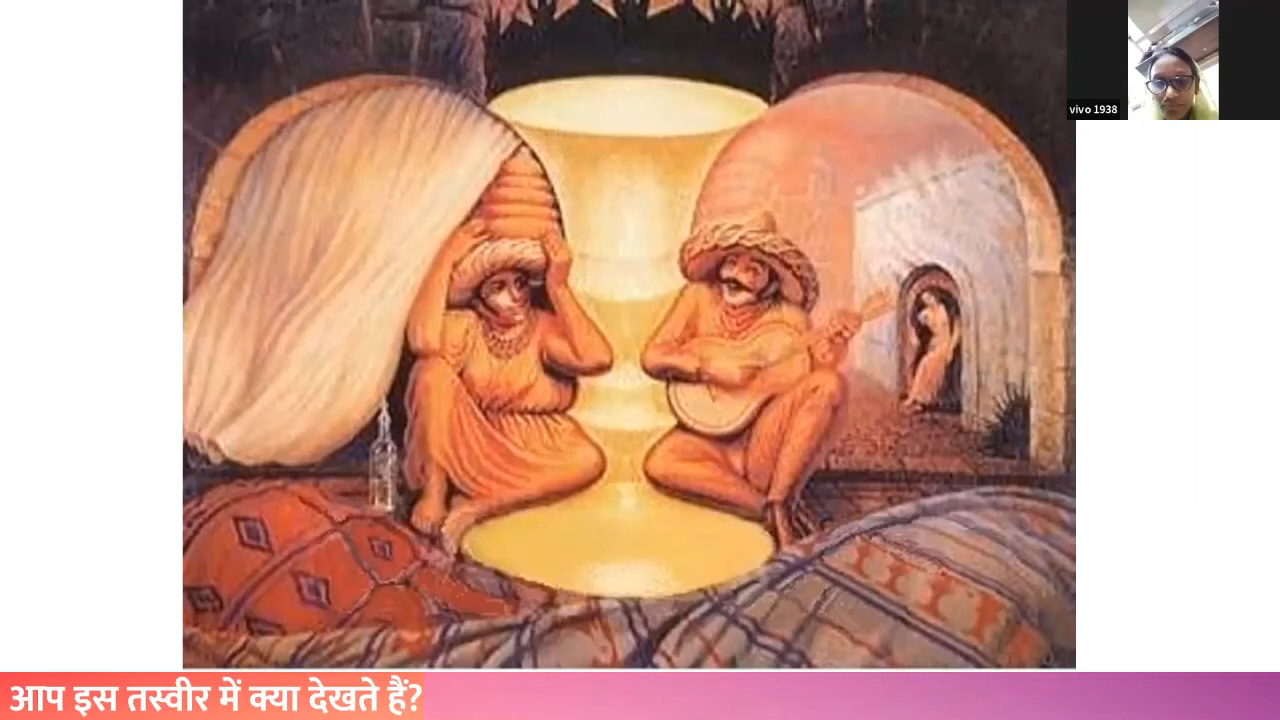 vivo 1938
आप इस तस्वीर में क्या देखते हैं?